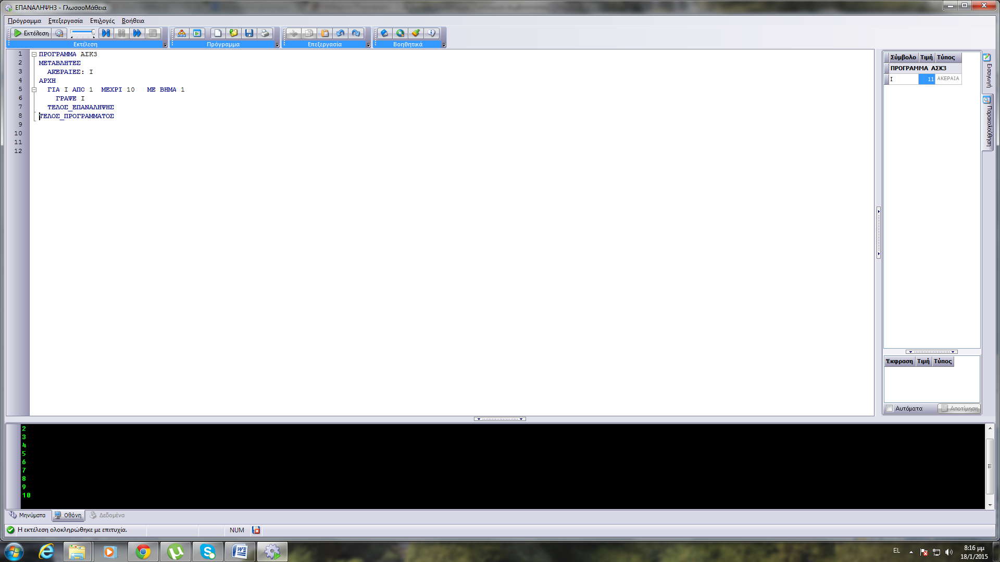 ΕΠΑΝΑΛΗΨΗ3 - ΓλωσσοΜάθεια
Πρόγραμμα Επεξεργασία Επιλογές Βοήθεια
Εκτέλεση
Εκτέλεση Πρόγραμμα Επεξεργασία Βοηθητικά
1 ΠΡΟΓΡΑΜΜΑ ΑΣΚ3
2 ΜΕΤΑΒΛΗΤΕΣ
3 ΑΚΕΡΑΙΕΣ: Ι
4 ΑΡΧΗ
5 ΓΙΑ Ι ΑΠΟ 1 ΜΕΧΡΙ 10 ΜΕ ΒΗΜΑ 1
6 ΓΡΑΨΕ Ι
7 ΤΕΛΟΣ_ΕΠΑΝΑΛΗΨΗΣ
8 ΤΕΛΟΣ_ΠΡΟΓΡΑΜΜΑΤΟΣ
9
10
11
12
Σύμβολο Τιμή Τύπος
ΠΡΟΓΡΑΜΜΑ ΑΣΚ3
Ι 11 ΑΚΕΡΑΙΑ
Εισαγωγή
Παρακολούθηση
Έκφραση Τιμή Τύπος
Αυτόματα Αποτίμηση
2
3
4
5
6
7
8
9
10
Μηνύματα Οθόνη Δεδομένα
Η εκτέλεση ολοκληρώθηκε με επιτυχία. NUM
EL 8:16 μμ
18/1/2015